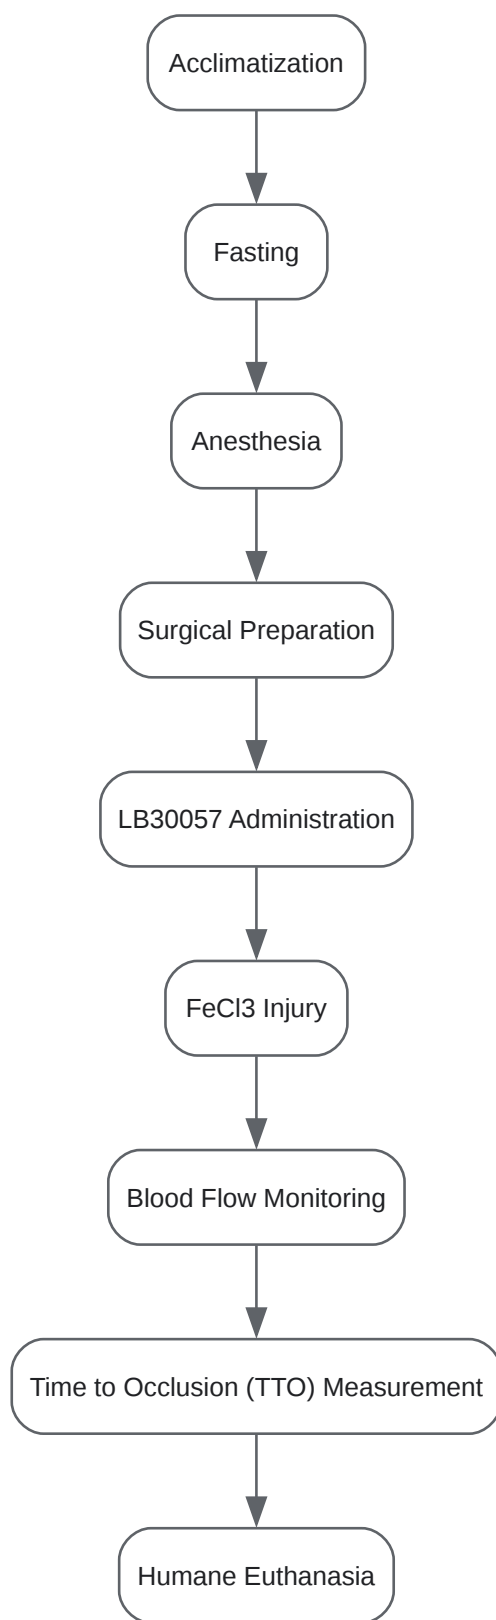 Acclimatization
Fasting
Anesthesia
Surgical Preparation
LB30057 Administration
FeCl3 Injury
Blood Flow Monitoring
Time to Occlusion (TTO) Measurement
Humane Euthanasia